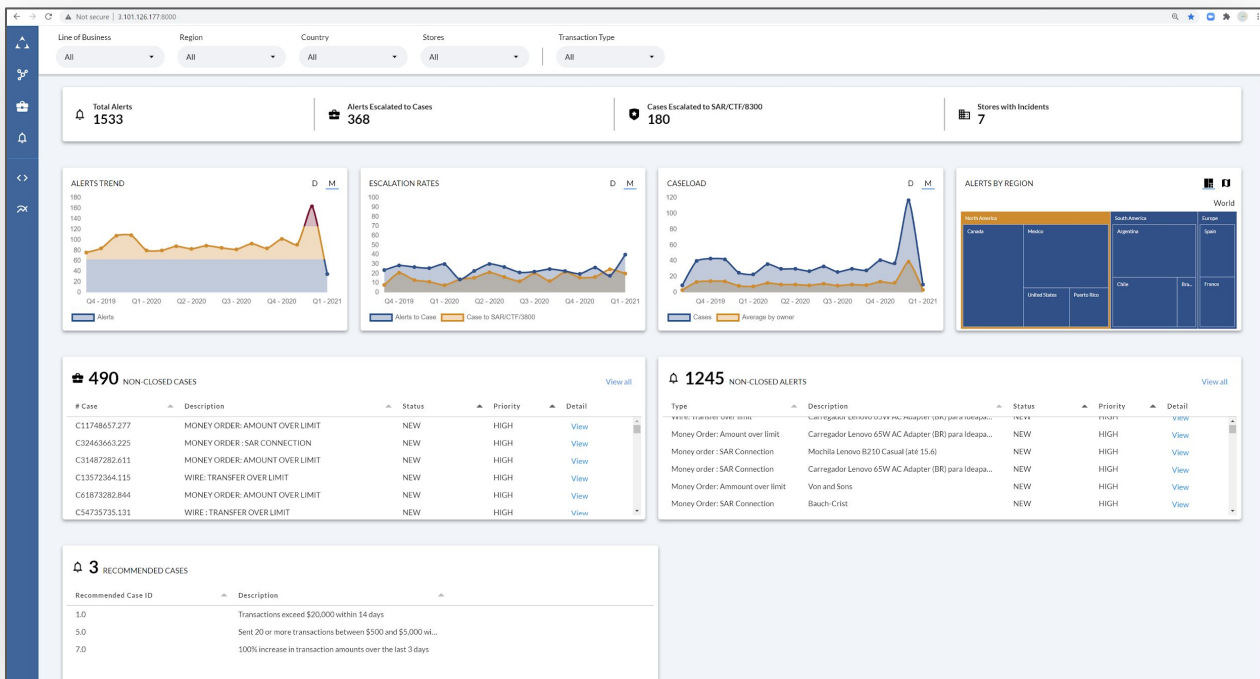 Not secure | 3.101.126.177:8000
Line of Business Region Country Stores Transaction Type
All All All All All
Total Alerts
1533
Alerts Escalated to Cases
368
Cases Escalated to SAR/CTF/8300
180
Stores with Incidents
7
ALERTS TREND D M
180
160
140
120
100
80
60
40
20
0
Q4 - 2019 Q1 - 2020 Q2 - 2020 Q3 - 2020 Q4 - 2020 Q1 - 2021
Alerts
ESCALATION RATES D M
100
90
80
70
60
50
40
30
20
10
0
Q4 - 2019 Q1 - 2020 Q2 - 2020 Q3 - 2020 Q4 - 2020 Q1 - 2021
Alerts to Case Case to SAR/CTF/3800
CASELOAD D M
120
100
80
60
40
20
0
Q4 - 2019 Q1 - 2020 Q2 - 2020 Q3 - 2020 Q4 - 2020 Q1 - 2021
Cases Average by owner
ALERTS BY REGION
World
North America South America Europe
Canada Mexico Argentina Spain
United States Puerto Rico Chile Bra... France
490 NON-CLOSED CASES View all
# Case Description Status Priority Detail
C11748657.277 MONEY ORDER: AMOUNT OVER LIMIT NEW HIGH View
C32463663.225 MONEY ORDER : SAR CONNECTION NEW HIGH View
C31487282.611 MONEY ORDER: AMOUNT OVER LIMIT NEW HIGH View
C13572364.115 WIRE: TRANSFER OVER LIMIT NEW HIGH View
C61873282.844 MONEY ORDER: AMOUNT OVER LIMIT NEW HIGH View
C54735735.131 WIRE : TRANSFER OVER LIMIT NEW HIGH View
1245 NON-CLOSED ALERTS View all
Type Description Status Priority Detail
Wire: Transfer over limit Carregador Lenovo 65W AC Adapter (BR) para Ideapa... NEW HIGH View
Money Order: Amount over limit Carregador Lenovo 65W AC Adapter (BR) para Ideapa... NEW HIGH View
Money order : SAR Connection Mochila Lenovo B210 Casual (até 15.6) NEW HIGH View
Money order : SAR Connection Carregador Lenovo 65W AC Adapter (BR) para Ideapa... NEW HIGH View
Money Order: Ammount over limit Von and Sons NEW HIGH View
Money Order: SAR Connection Bauch-Crist NEW HIGH View
3 RECOMMENDED CASES
Recommended Case ID Description
1.0 Transactions exceed $20,000 within 14 days
5.0 Sent 20 or more transactions between $500 and $5,000 wi...
7.0 100% increase in transaction amounts over the last 3 days